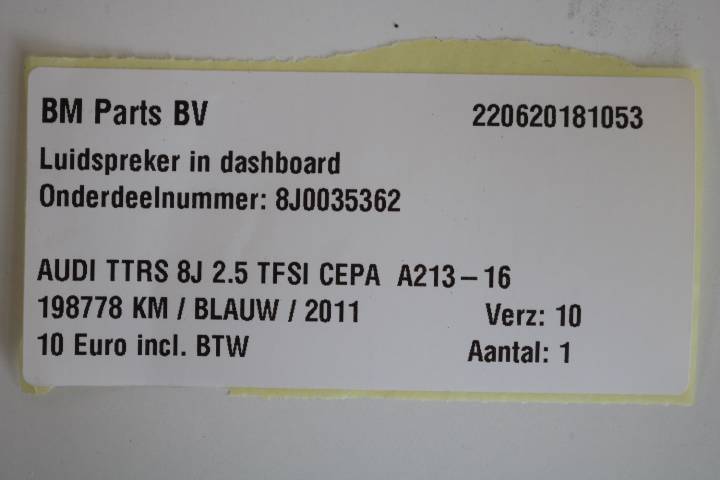 BM Parts BV 220620181053
Luidspreker in dashboard
Onderdeelnummer: 8J0035362
AUDI TTRS 8J 2.5 TFSI CEPA A213-16
198778 KM / BLAUW / 2011 Verz: 10
10 Euro incl. BTW Aantal: 1